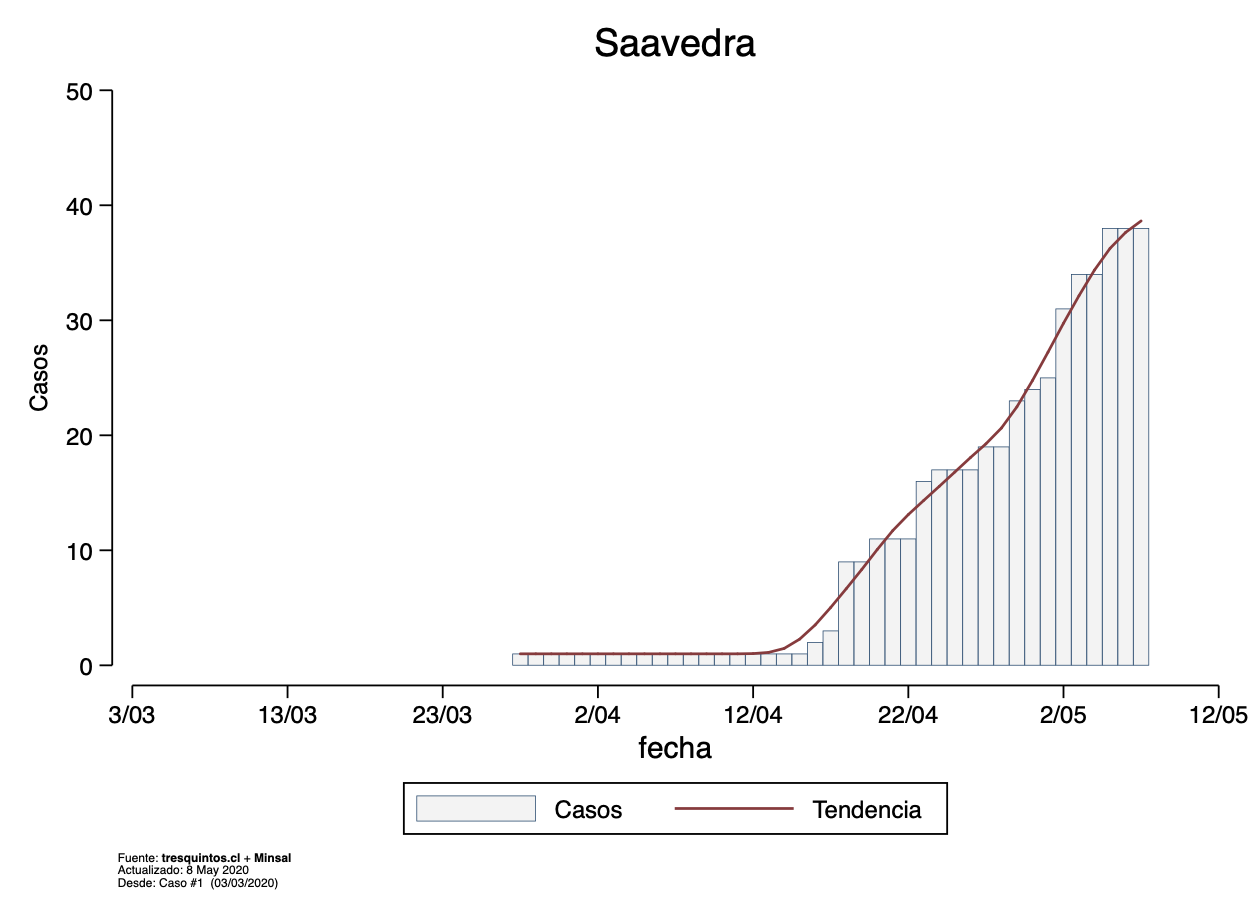 Saavedra
50
40
30
20
10
0
Casos
3/03 13/03 23/03 2/04 12/04 22/04 2/05 12/05
fecha
Casos Tendencia
Fuente: tresquintos.cl + Minsal
Actualizado: 8 May 2020
Desde: Caso #1 (03/03/2020)